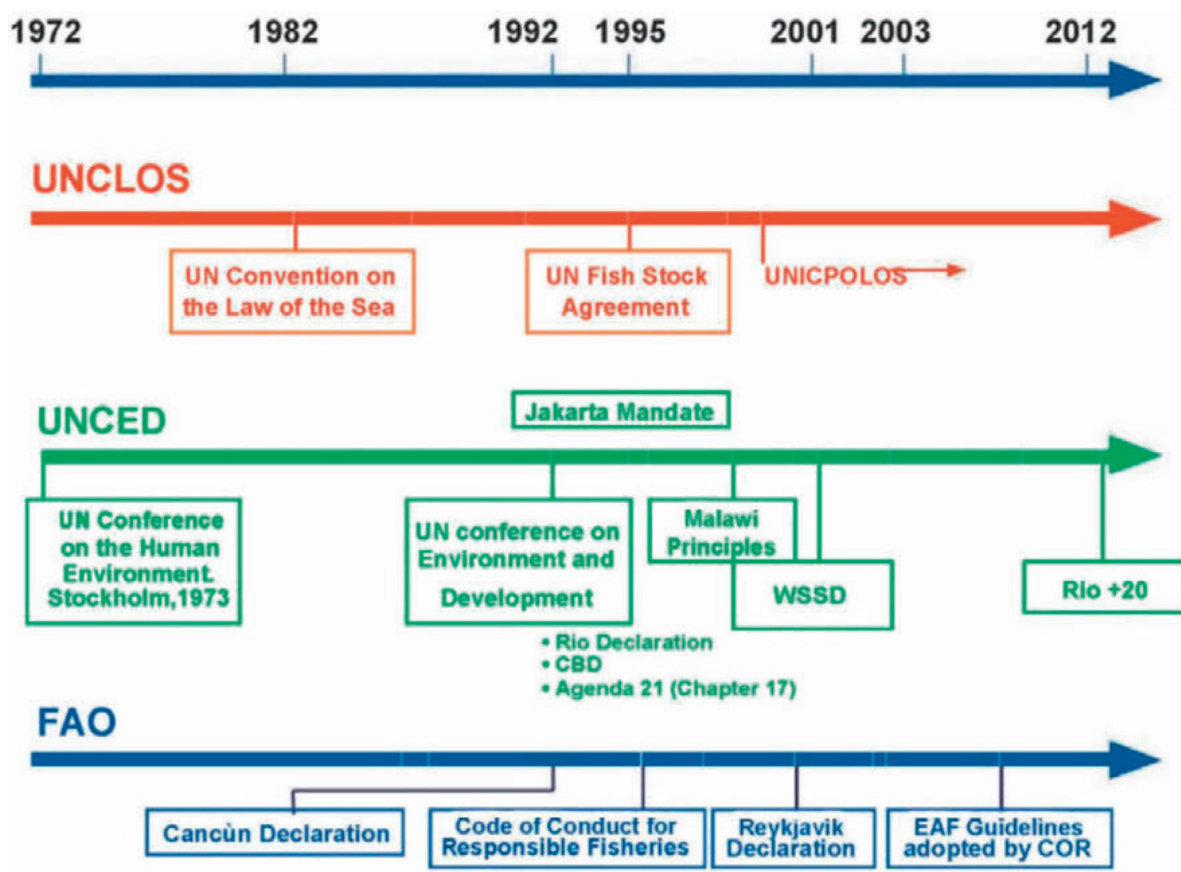 1972 1982 1992 1995 2001 2003 2012
UNCLOS
UN Convention on
the Law of the Sea
UN Fish Stock
Agreement
UNICPOLOS
Jakarta Mandate
UNCED
UN Conference
on the Human
Environment.
Stockholm,1973
UN conference on
Environment and
Development
• Rio Declaration
• CBD
• Agenda 21 (Chapter 17)
Malawi
Principles
WSSD
Rio +20
FAO
Cancùn Declaration
Code of Conduct for
Responsible Fisheries
Reykjavik
Declaration
EAF Guidelines
adopted by COR